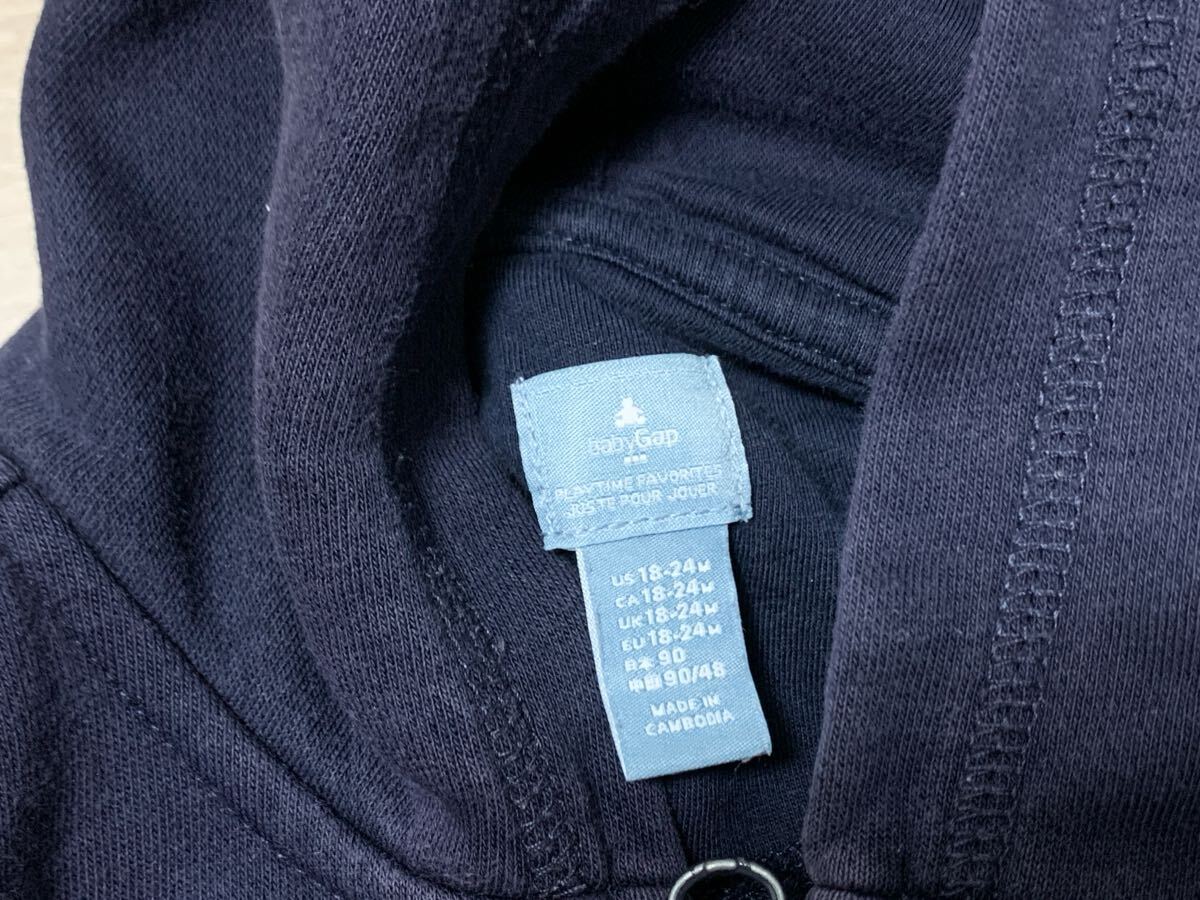 babyGap
PLAYTIME FAVORITES
JUSTE POUR JOUER
US 18-24M
CA 18-24M
UK 18-24M
EU 18-24M
日本 90
中国 90/48
MADE IN
CAMBODIA